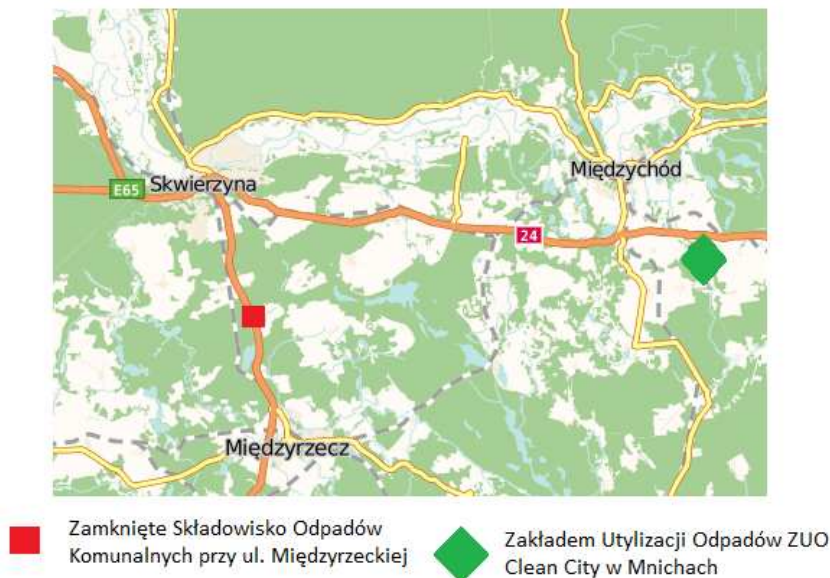 Międzychód
Skwierzyna
E65
24
Międzyrzecz
Zamknięte Składowisko Odpadów
Komunalnych przy ul. Międzyrzeckiej
Zakładem Utylizacji Odpadów ZUO
Clean City w Mnichach